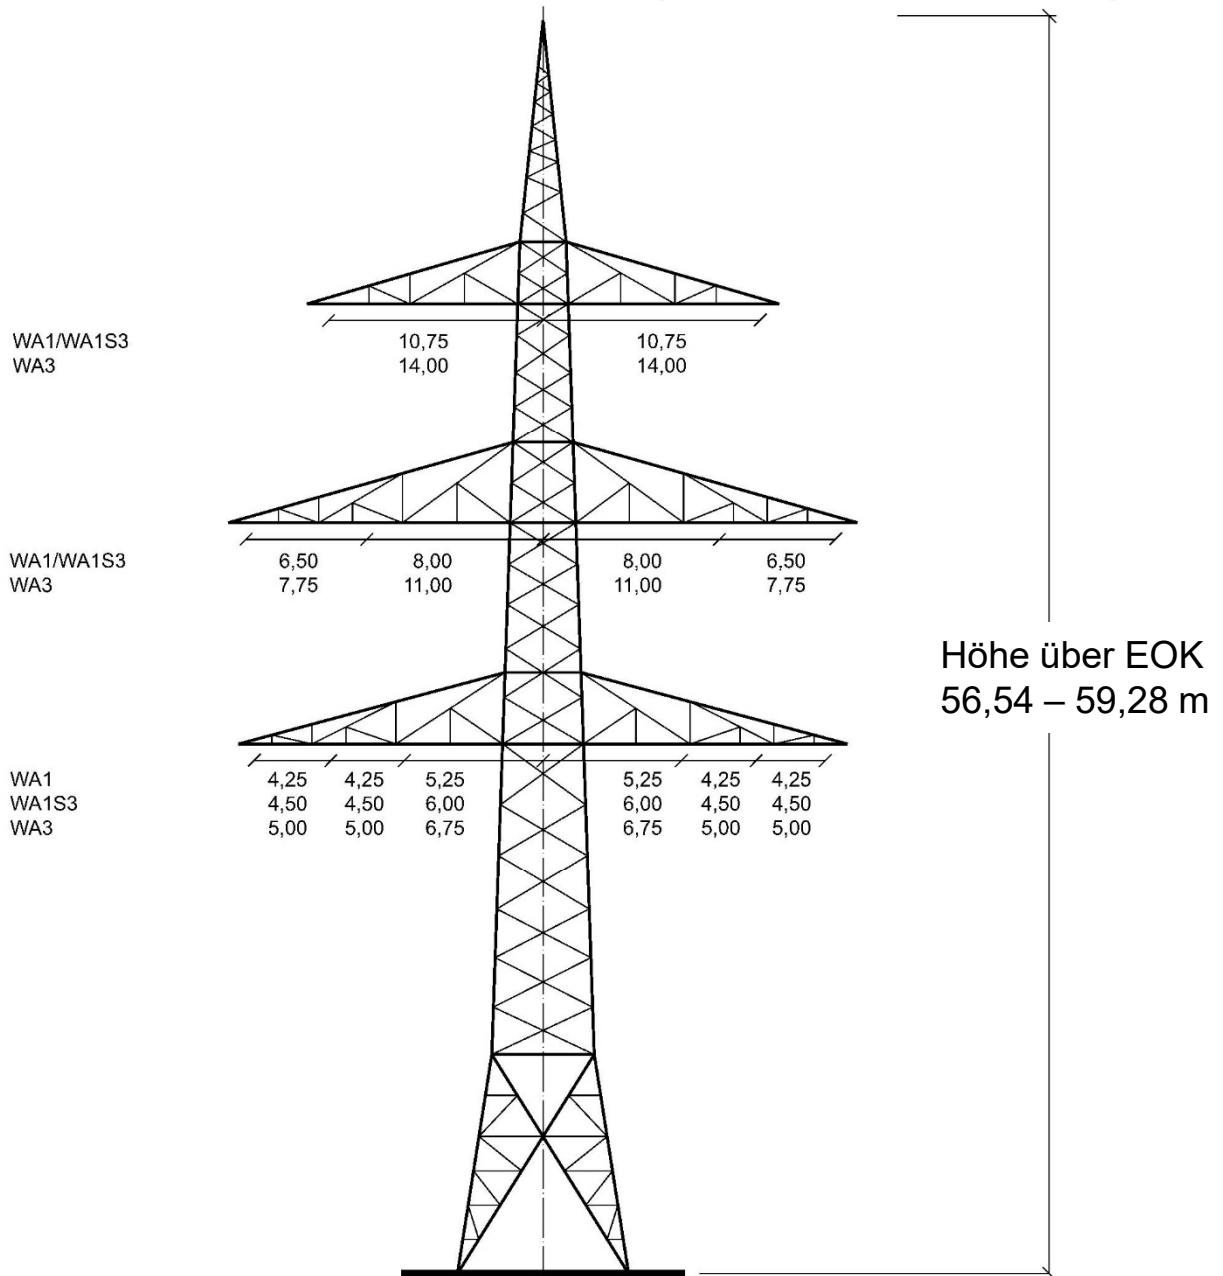 WA1/WA1S3 10,75 10,75
WA3 14,00 14,00
WA1/WA1S3 6,50 8,00 8,00 6,50
WA3 7,75 11,00 11,00 7,75
Höhe über EOK
56,54 – 59,28 m
WA1 4,25 4,25 5,25 5,25 4,25 4,25
WA1S3 4,50 4,50 6,00 6,00 4,50 4,50
WA3 5,00 5,00 6,75 6,75 5,00 5,00